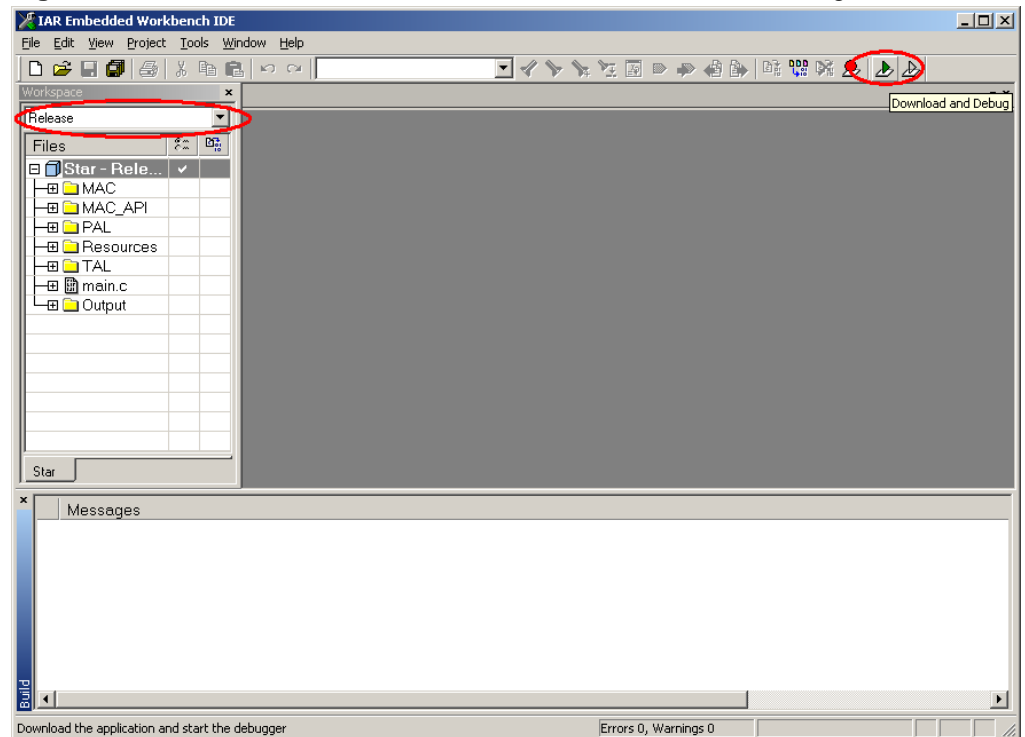 IAR Embedded Workbench IDE
File Edit View Project Tools Window Help
Workspace
Download and Debug
Release
Files
Star - Rele...
MAC
MAC_API
PAL
Resources
TAL
main.c
Output
Star
Messages
Build
Download the application and start the debugger
Errors 0, Warnings 0